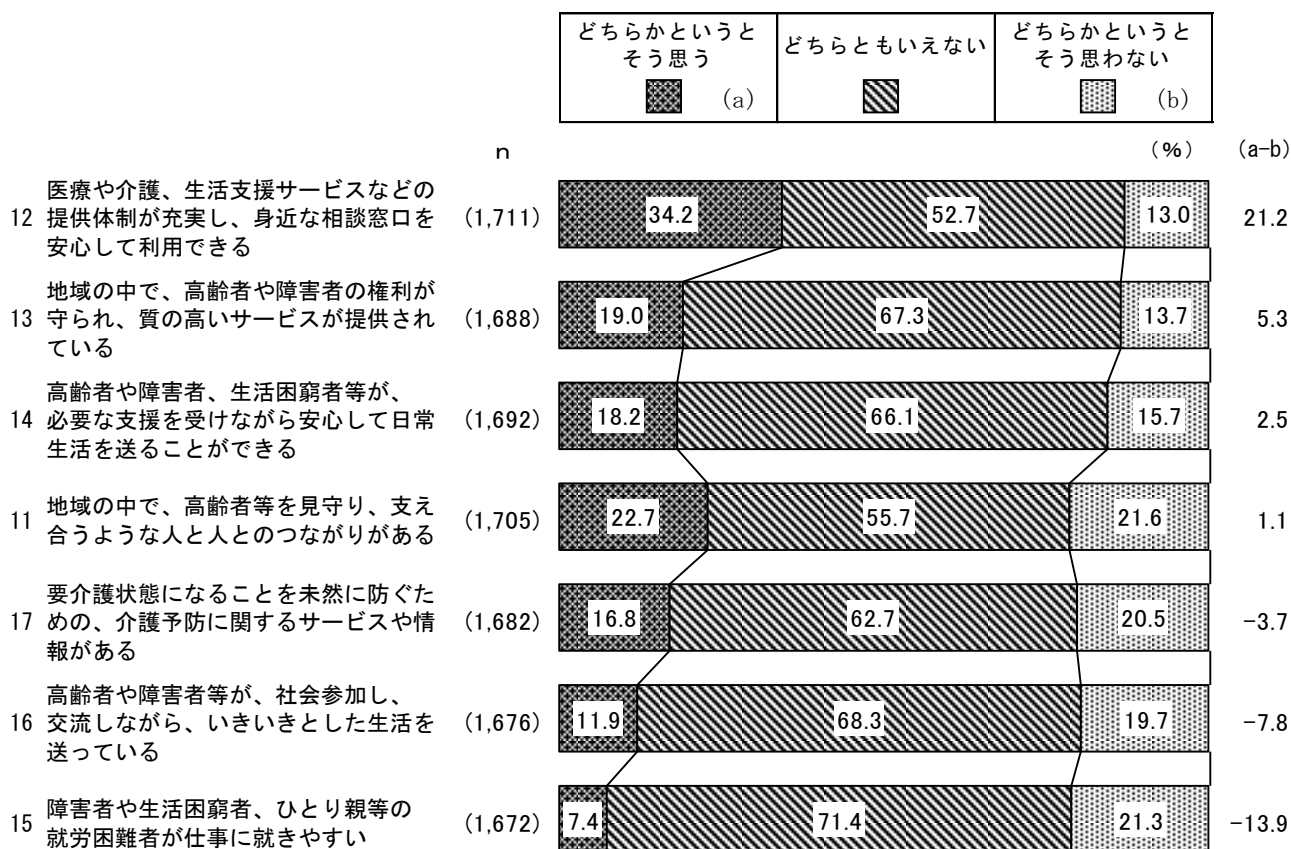 どちらかというと
そう思う
(a)
どちらともいえない
どちらかというと
そう思わない
(b)
n
(%)
(a-b)
12 医療や介護、生活支援サービスなどの
提供体制が充実し、身近な相談窓口を
安心して利用できる
(1,711)
34.2
52.7
13.0
21.2
13 地域の中で、高齢者や障害者の権利が
守られ、質の高いサービスが提供され
ている
(1,688)
19.0
67.3
13.7
5.3
14 高齢者や障害者、生活困窮者等が、
必要な支援を受けながら安心して日常
生活を送ることができる
(1,692)
18.2
66.1
15.7
2.5
11 地域の中で、高齢者等を見守り、支え
合うような人と人とのつながりがある
(1,705)
22.7
55.7
21.6
1.1
17 要介護状態になることを未然に防ぐた
めの、介護予防に関するサービスや情
報がある
(1,682)
16.8
62.7
20.5
-3.7
16 高齢者や障害者等が、社会参加し、
交流しながら、いきいきとした生活を
送っている
(1,676)
11.9
68.3
19.7
-7.8
15 障害者や生活困窮者、ひとり親等の
就労困難者が仕事に就きやすい
(1,672)
7.4
71.4
21.3
-13.9